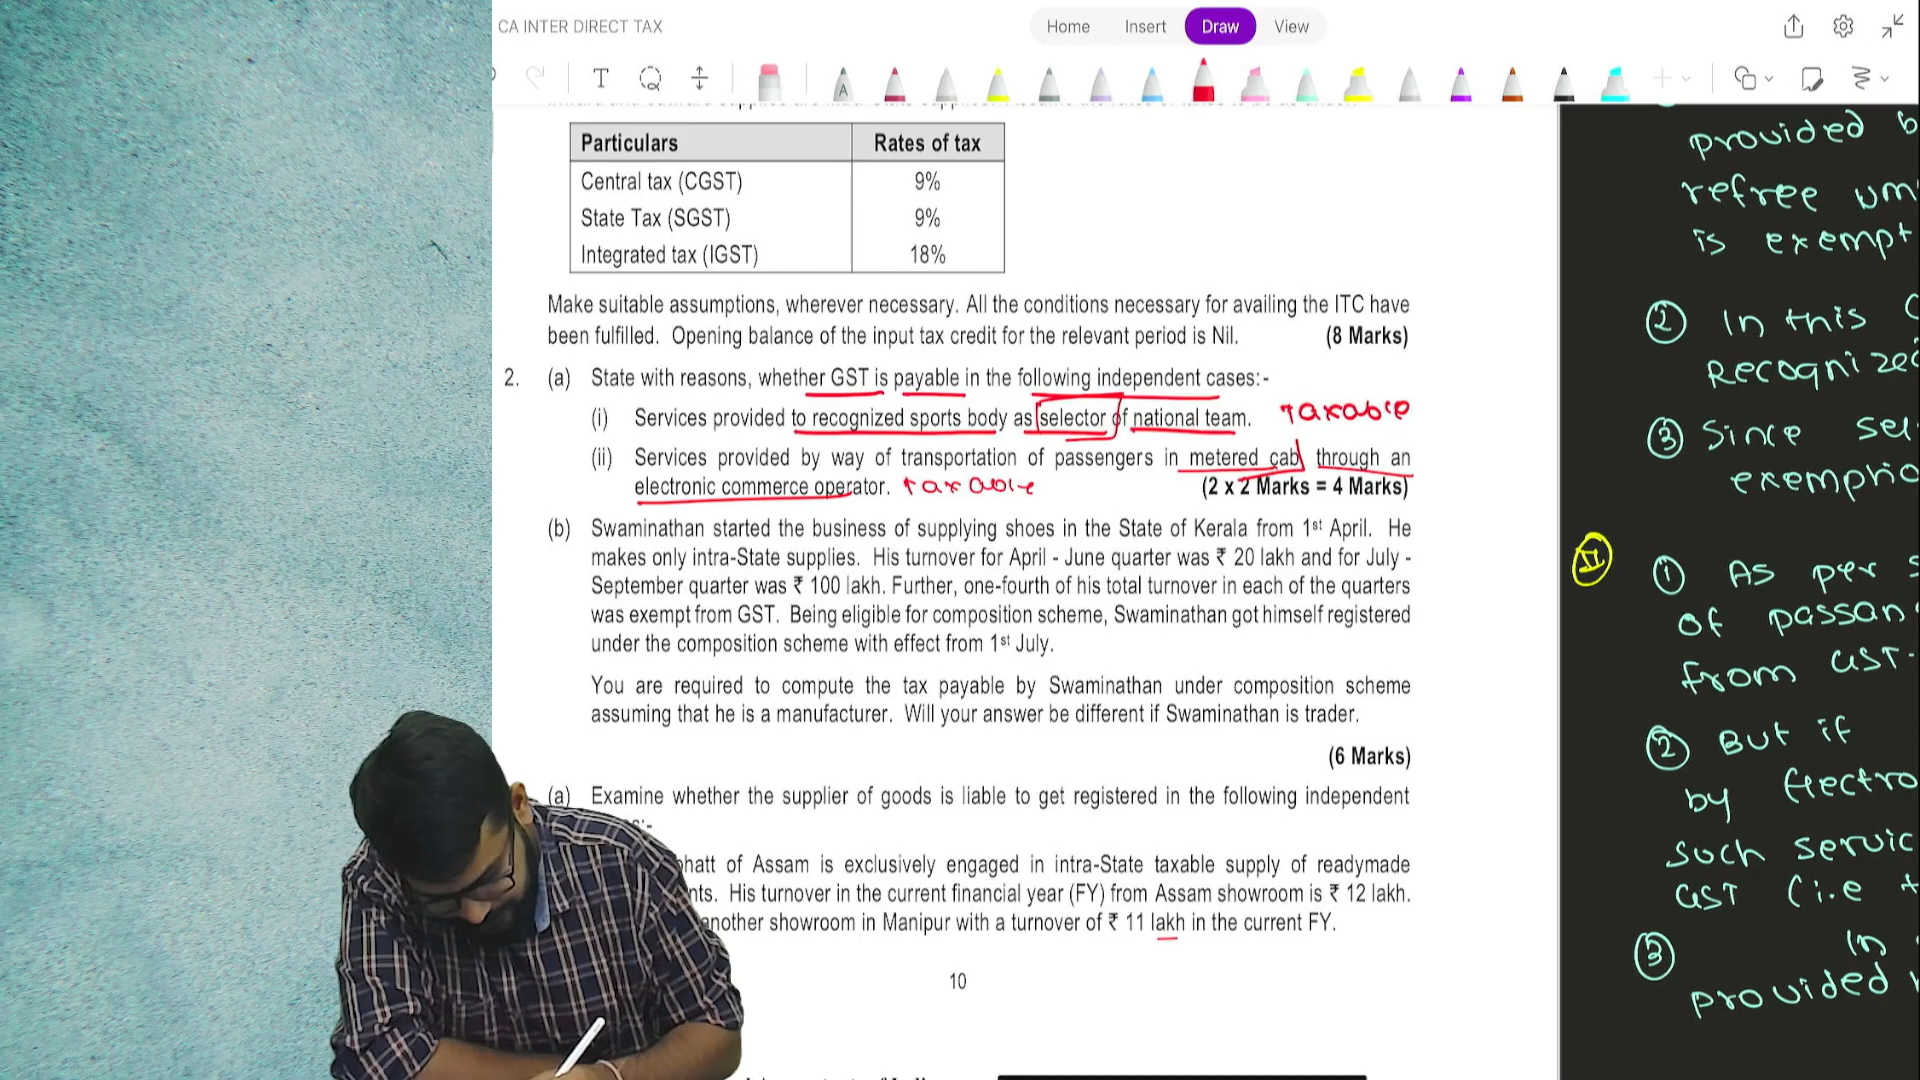 CA INTER DIRECT TAX
Home Insert Draw View
Particulars Rates of tax
Central tax (CGST) 9%
State Tax (SGST) 9%
Integrated tax (IGST) 18%
Make suitable assumptions, wherever necessary. All the conditions necessary for availing the ITC have
been fulfilled. Opening balance of the input tax credit for the relevant period is Nil. (8 Marks)
2. (a) State with reasons, whether GST is payable in the following independent cases:-
(i) Services provided to recognized sports body as selector of national team. Taxable
(ii) Services provided by way of transportation of passengers in metered cab through an
electronic commerce operator. Taxable (2 x 2 Marks = 4 Marks)
(b) Swaminathan started the business of supplying shoes in the State of Kerala from 1st April. He
makes only intra-State supplies. His turnover for April - June quarter was ₹ 20 lakh and for July -
September quarter was ₹ 100 lakh. Further, one-fourth of his total turnover in each of the quarters
was exempt from GST. Being eligible for composition scheme, Swaminathan got himself registered
under the composition scheme with effect from 1st July.
You are required to compute the tax payable by Swaminathan under composition scheme
assuming that he is a manufacturer. Will your answer be different if Swaminathan is trader.
(6 Marks)
(a) Examine whether the supplier of goods is liable to get registered in the following independent
hatt of Assam is exclusively engaged in intra-State taxable supply of readymade
nts. His turnover in the current financial year (FY) from Assam showroom is ₹ 12 lakh.
nother showroom in Manipur with a turnover of ₹ 11 lakh in the current FY.
10
provided b
refree um
is exempt
② In this
Recognized
③ Since sel
exemptio
II ① As per s
of passan
from GST.
② But if
by Electro
such servic
GST (i.e t
③ In
provided